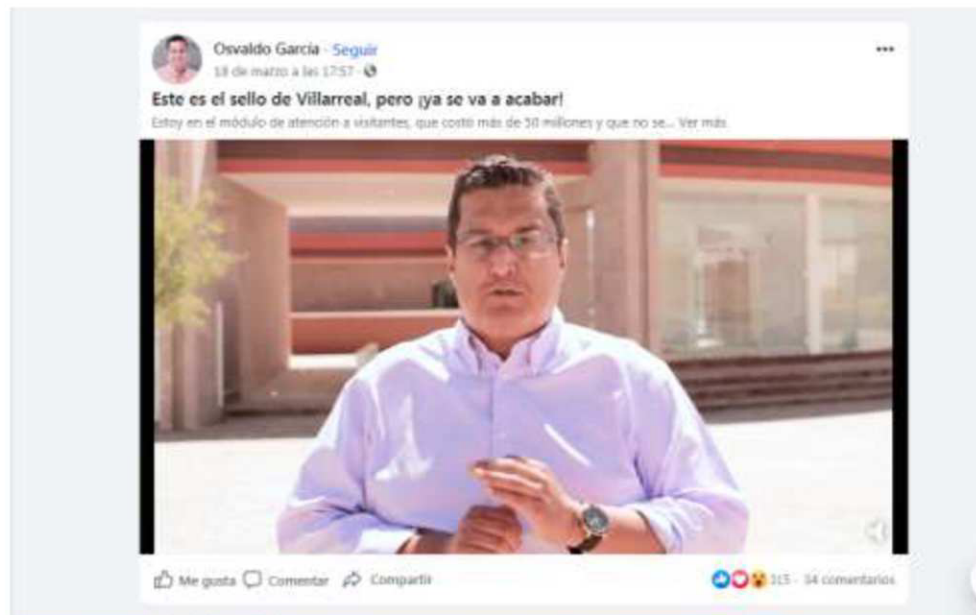 Osvaldo García · Seguir
18 de marzo a las 17:57 ·
Este es el sello de Villarreal, pero ¡ya se va a acabar!
Estoy en el módulo de atención a visitantes, que costó más de 50 millones y que no se... Ver más
Me gusta Comentar Compartir 315 · 34 comentarios